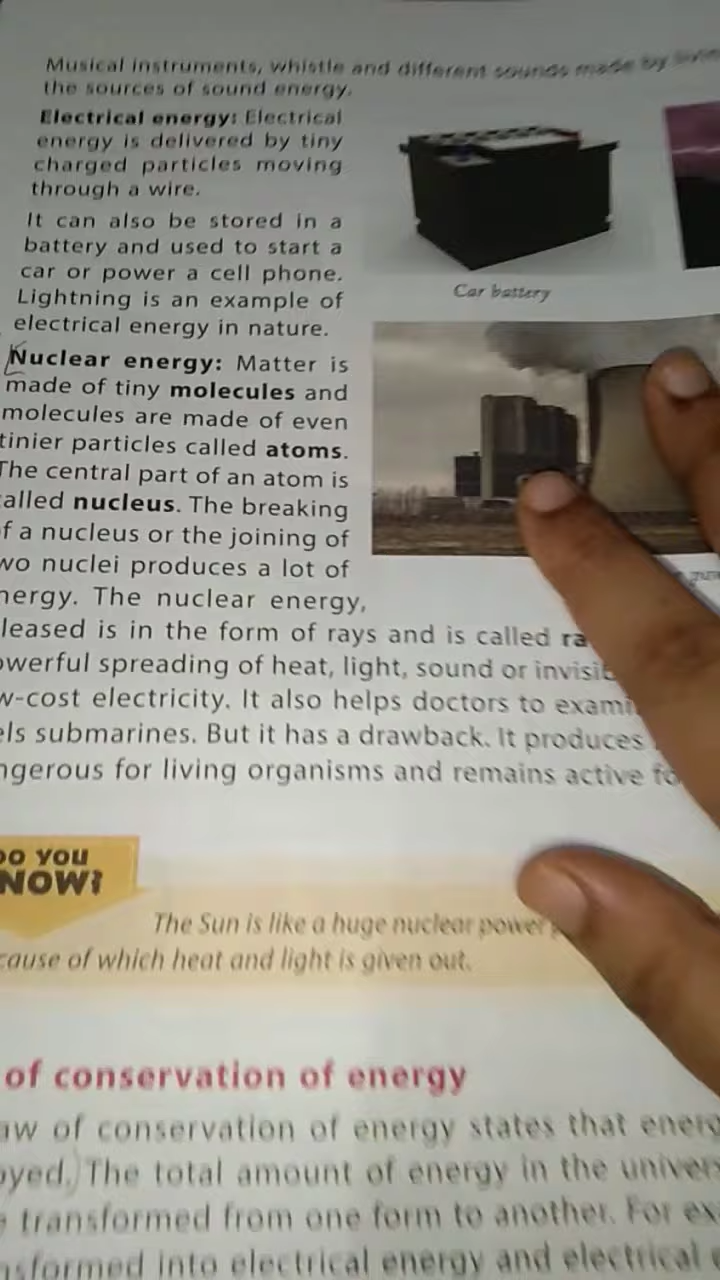 Musical instruments, whistle and different sounds made by
the sources of sound energy.
Electrical energy: Electrical
energy is delivered by tiny
charged particles moving
through a wire.
It can also be stored in a
battery and used to start a
car or power a cell phone.
Lightning is an example of
electrical energy in nature.
Car battery
Nuclear energy: Matter is
made of tiny molecules and
molecules are made of even
tinier particles called atoms.
The central part of an atom is
alled nucleus. The breaking
f a nucleus or the joining of
wo nuclei produces a lot of
nergy. The nuclear energy,
leased is in the form of rays and is called ra
owerful spreading of heat, light, sound or invisib
w-cost electricity. It also helps doctors to exami
els submarines. But it has a drawback. It produces
ngerous for living organisms and remains active fo
DO YOU
NOW?
The Sun is like a huge nuclear power
cause of which heat and light is given out.
of conservation of energy
aw of conservation of energy states that energ
oyed. The total amount of energy in the univer
transformed from one form to another. For ex
nsformed into electrical energy and electrical